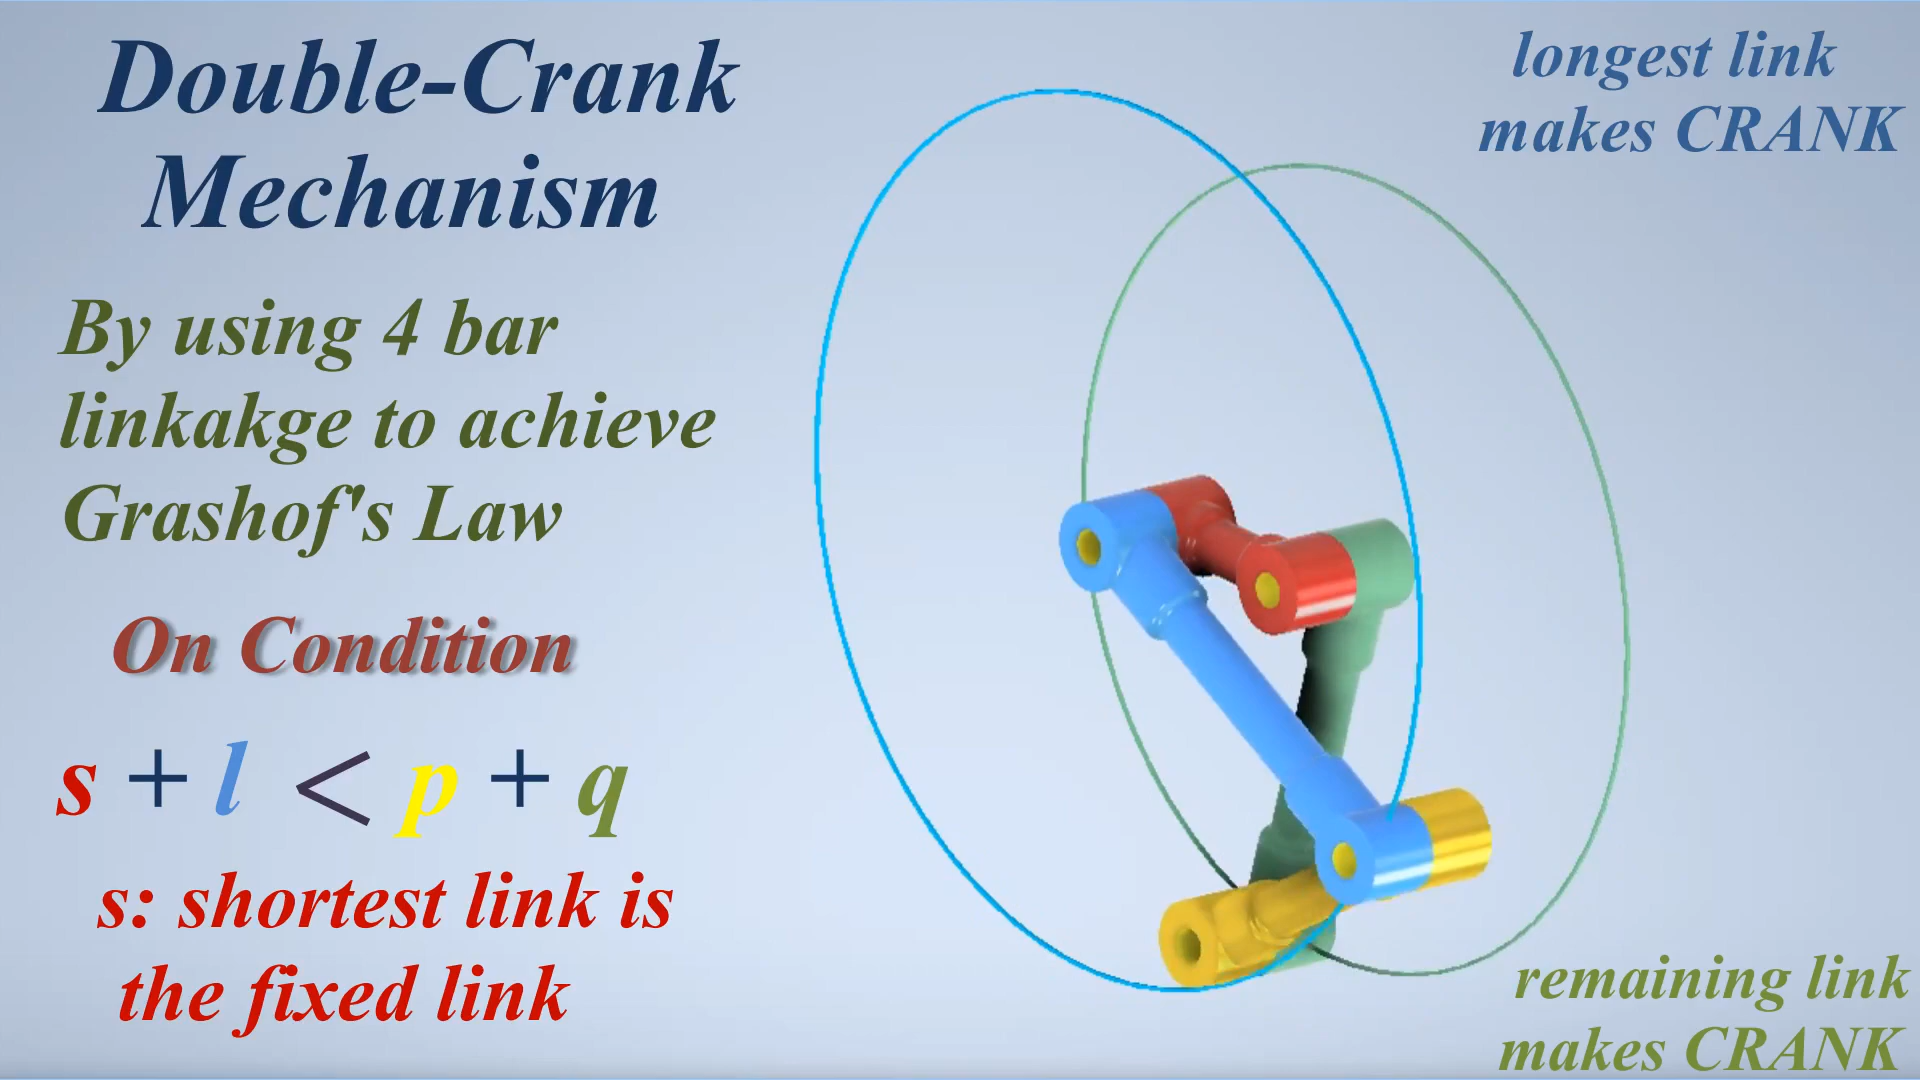 Double-Crank
Mechanism
By using 4 bar
linkakge to achieve
Grashof's Law
On Condition
s + l < p + q
s: shortest link is
the fixed link
longest link
makes CRANK
remaining link
makes CRANK